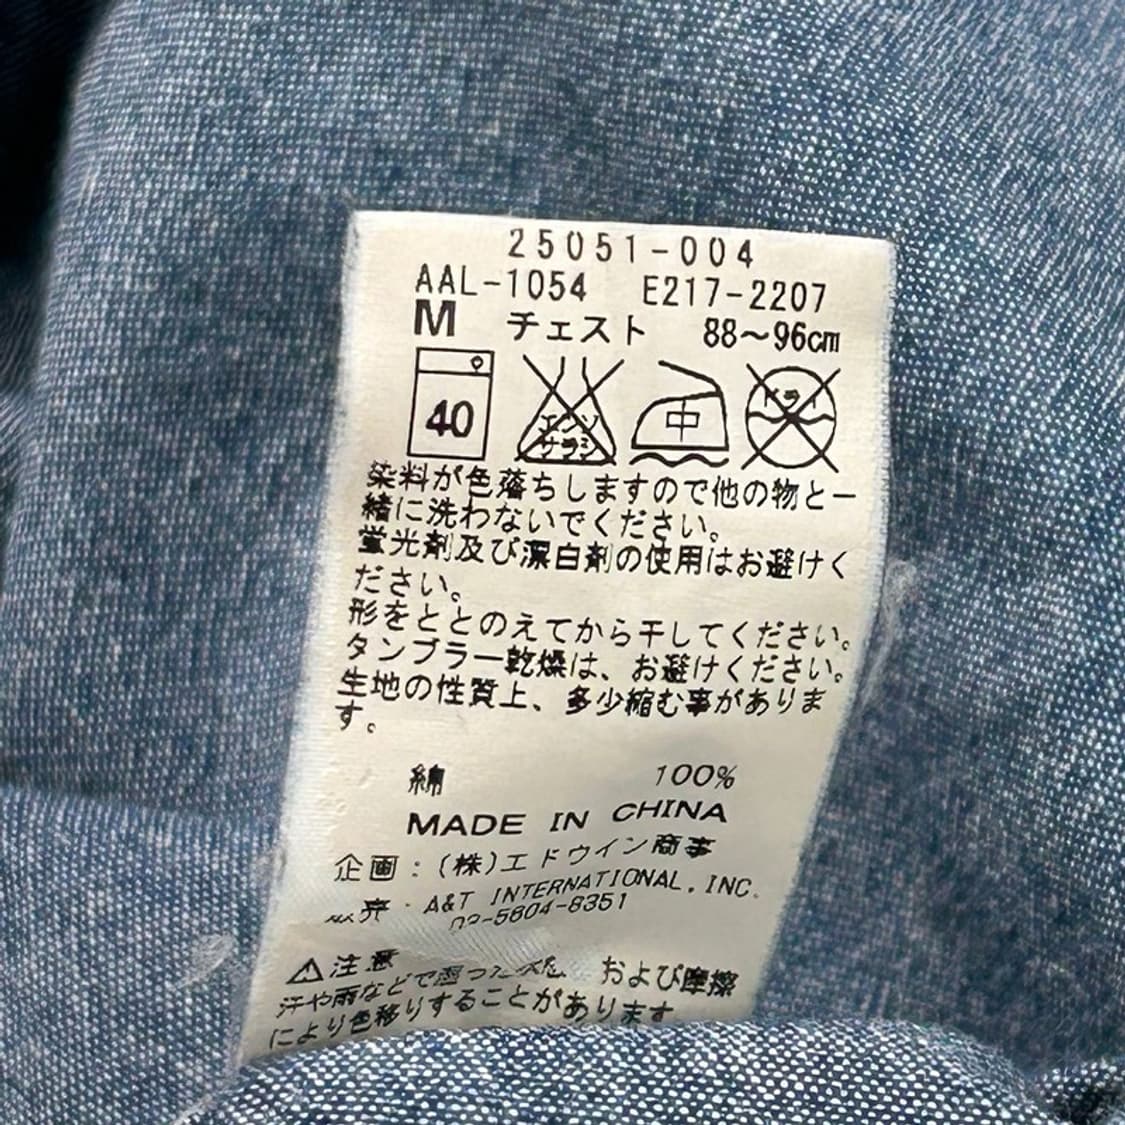 25051-004
AAL-1054 E217-2207
M チェスト 88～96cm
40 エンソ サラシ 中 ドライ
染料が色落ちしますので他の物と一
緒に洗わないでください。
蛍光剤及び漂白剤の使用はお避けく
ださい。
形をととのえてから干してください。
タンブラー乾燥は、お避けください。
生地の性質上、多少縮む事がありま
す。
綿 100%
MADE IN CHINA
企画：(株)エドウイン商事
販売・A&T INTERNATIONAL, INC.
03-5604-8351
⚠注意
汗や雨などで湿った および摩擦
により色移りすることがあります